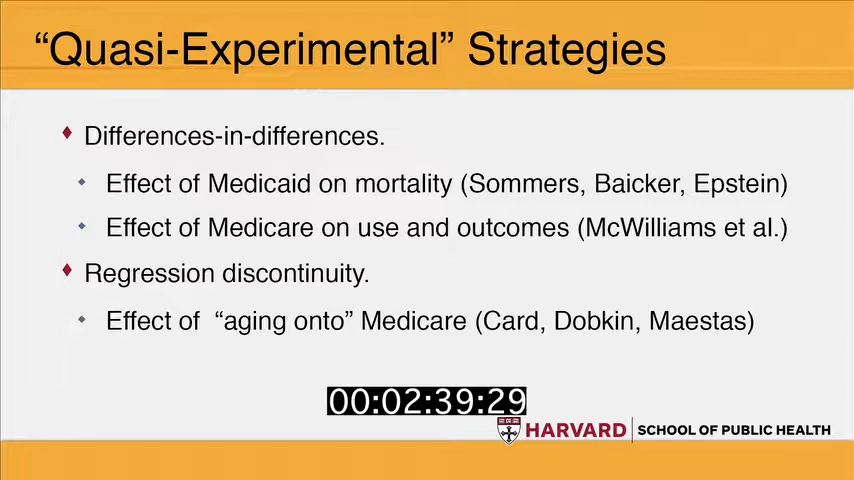 “Quasi-Experimental” Strategies
Differences-in-differences.
Effect of Medicaid on mortality (Sommers, Baicker, Epstein)
Effect of Medicare on use and outcomes (McWilliams et al.)
Regression discontinuity.
Effect of “aging onto” Medicare (Card, Dobkin, Maestas)
00:02:39:29
HARVARD SCHOOL OF PUBLIC HEALTH